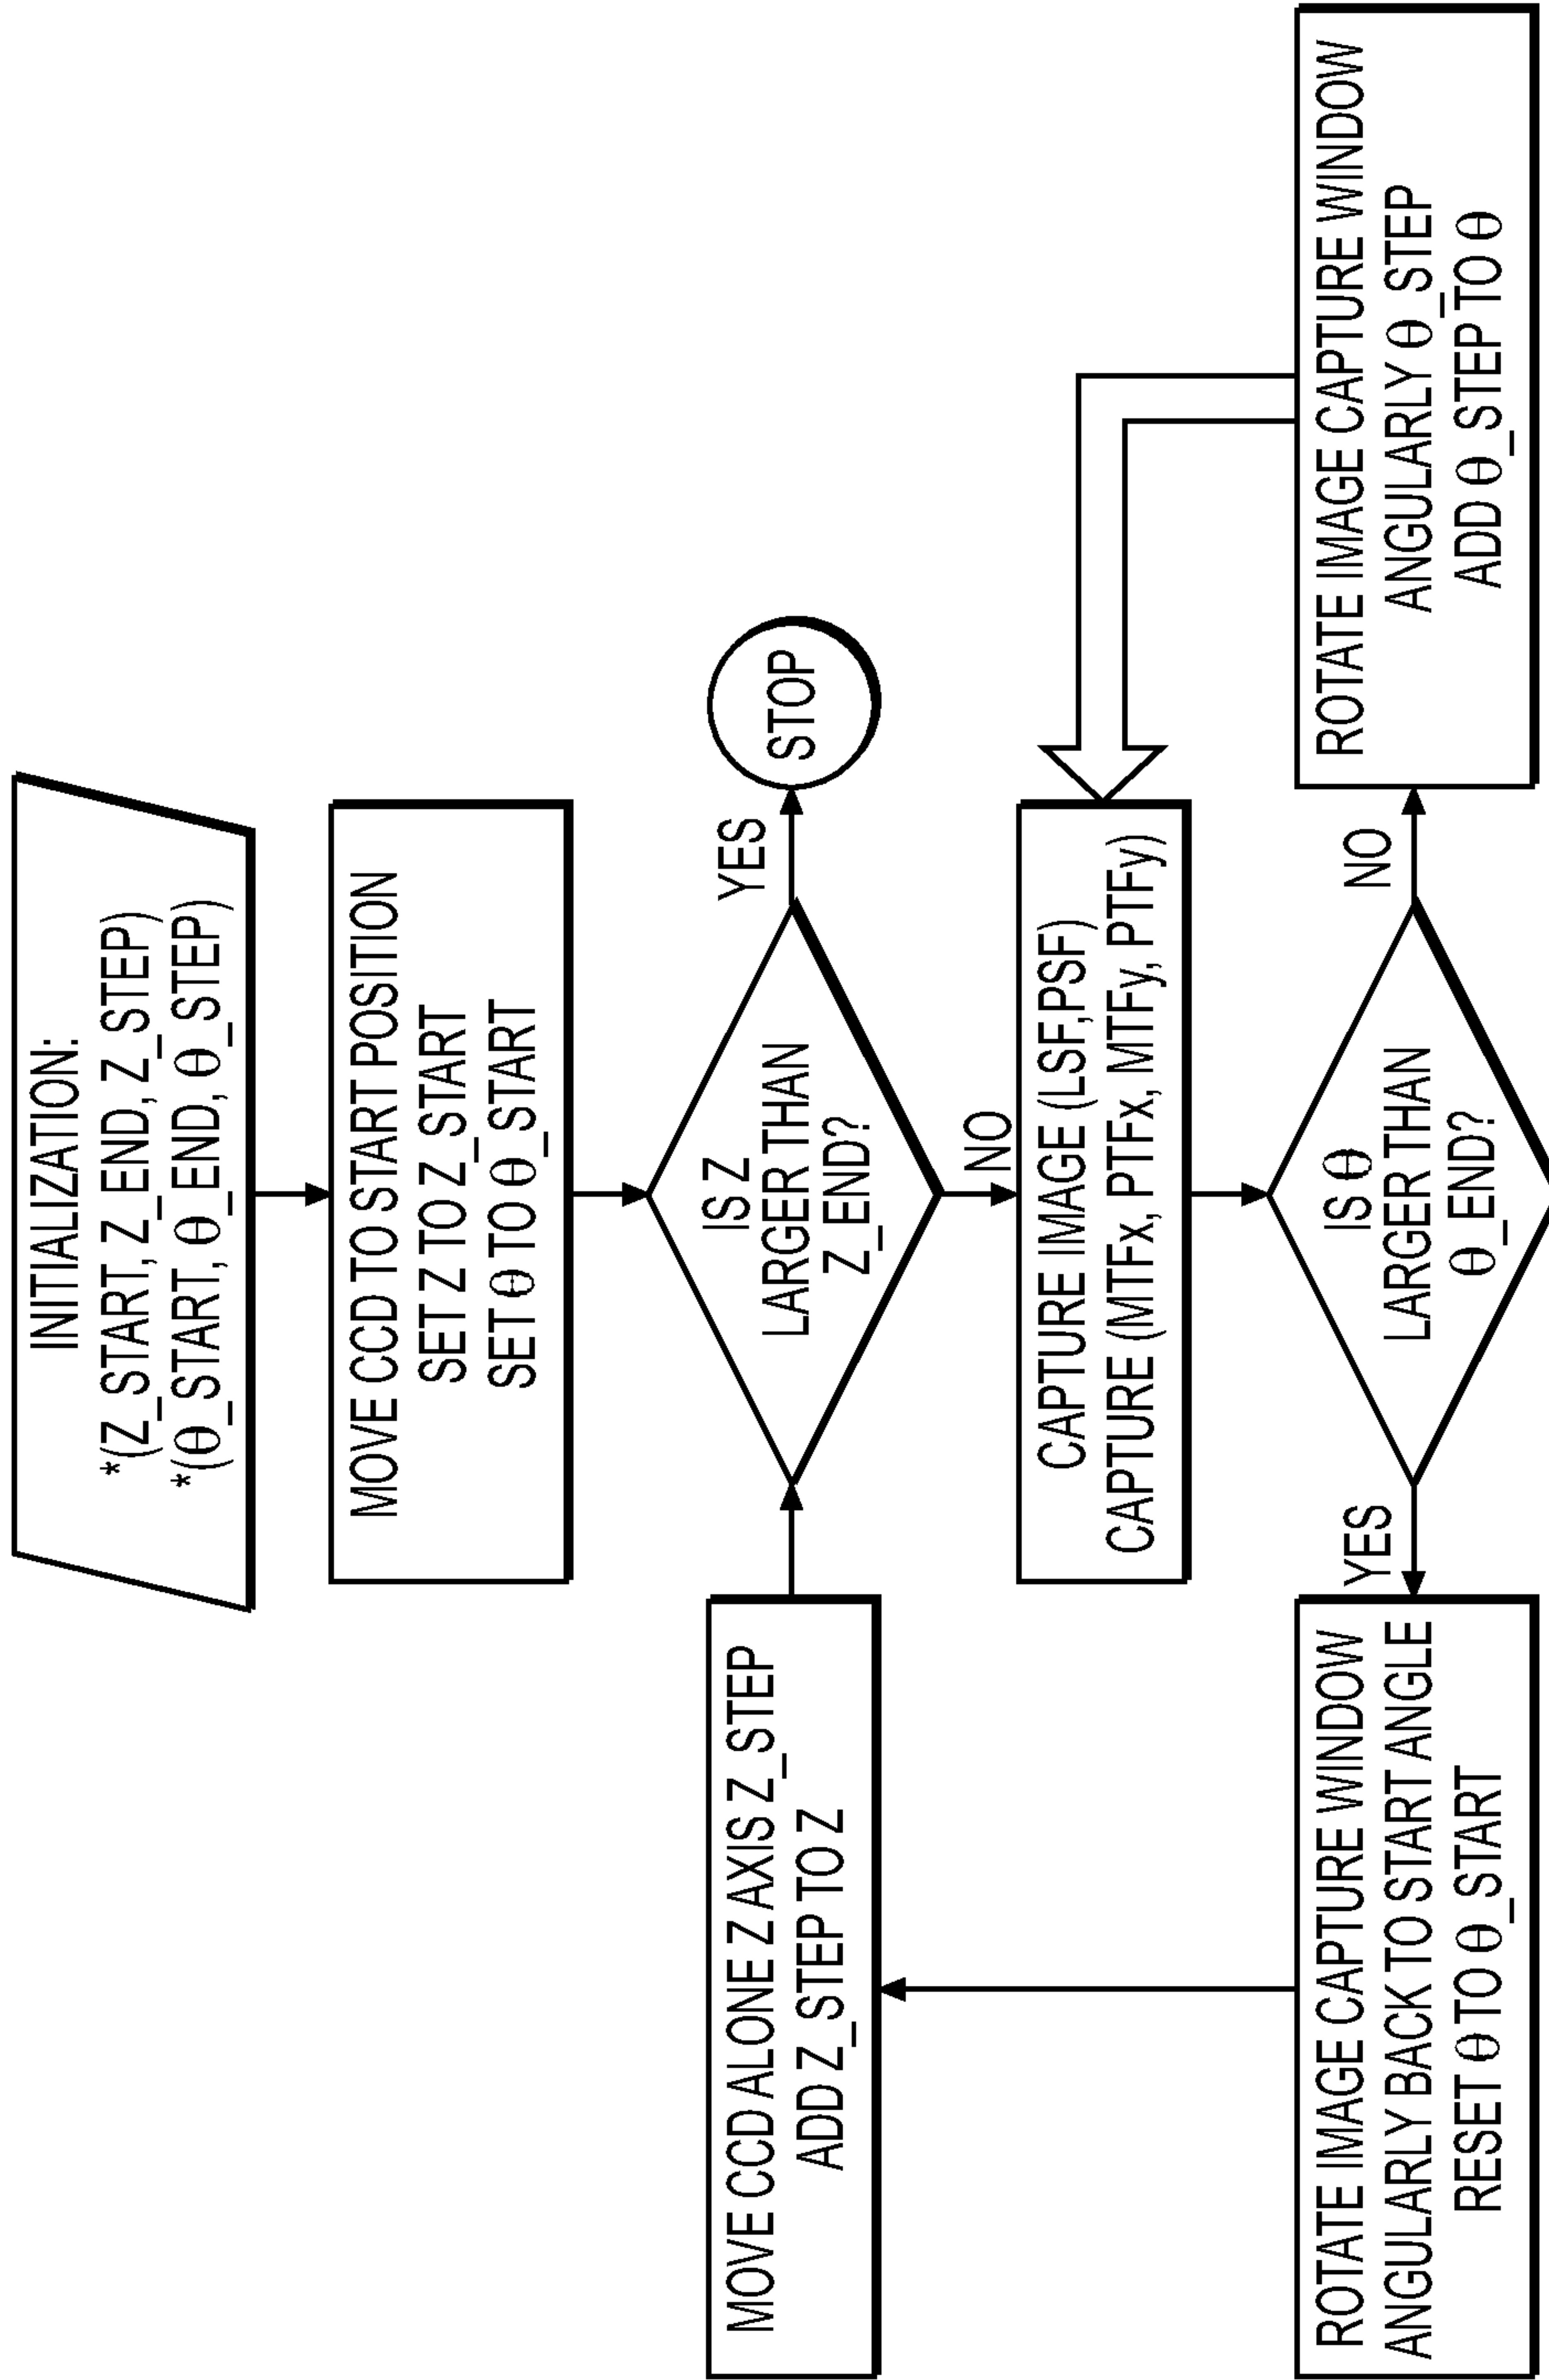 INITIALIZATION:
*(Z_START, Z_END, Z_STEP)
*(θ_START, θ_END, θ_STEP)
MOVE CCD TO START POSITION
SET Z TO Z_START
SET θ TO θ_START
MOVE CCD ALONE Z AXIS Z_STEP
ADD Z_STEP TO Z
IS Z
LARGER THAN
Z_END?
YES
STOP
NO
CAPTURE IMAGE (LSF,PSF)
CAPTURE (MTFx, PTFx, MTFy, PTFy)
IS θ
LARGER THAN
θ_END?
YES
NO
ROTATE IMAGE CAPTURE WINDOW
ANGULARLY BACK TO START ANGLE
RESET θ TO θ_START
ROTATE IMAGE CAPTURE WINDOW
ANGULARLY θ_STEP
ADD θ_STEP TO θ